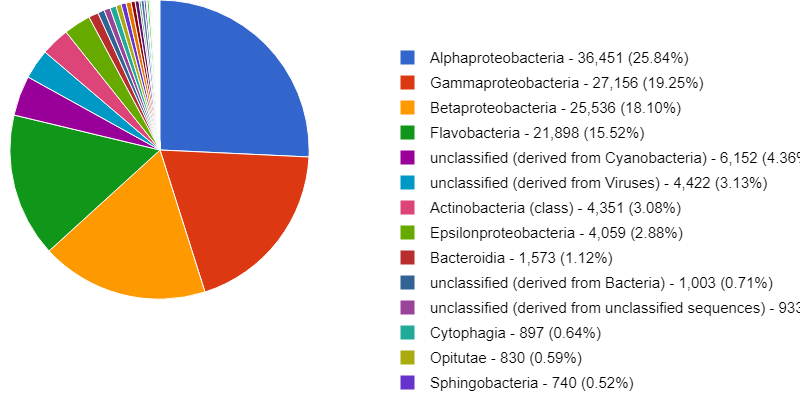 Alphaproteobacteria - 36,451 (25.84%)
Gammaproteobacteria - 27,156 (19.25%)
Betaproteobacteria - 25,536 (18.10%)
Flavobacteria - 21,898 (15.52%)
unclassified (derived from Cyanobacteria) - 6,152 (4.36%
unclassified (derived from Viruses) - 4,422 (3.13%)
Actinobacteria (class) - 4,351 (3.08%)
Epsilonproteobacteria - 4,059 (2.88%)
Bacteroidia - 1,573 (1.12%)
unclassified (derived from Bacteria) - 1,003 (0.71%)
unclassified (derived from unclassified sequences) - 933
Cytophagia - 897 (0.64%)
Opitutae - 830 (0.59%)
Sphingobacteria - 740 (0.52%)